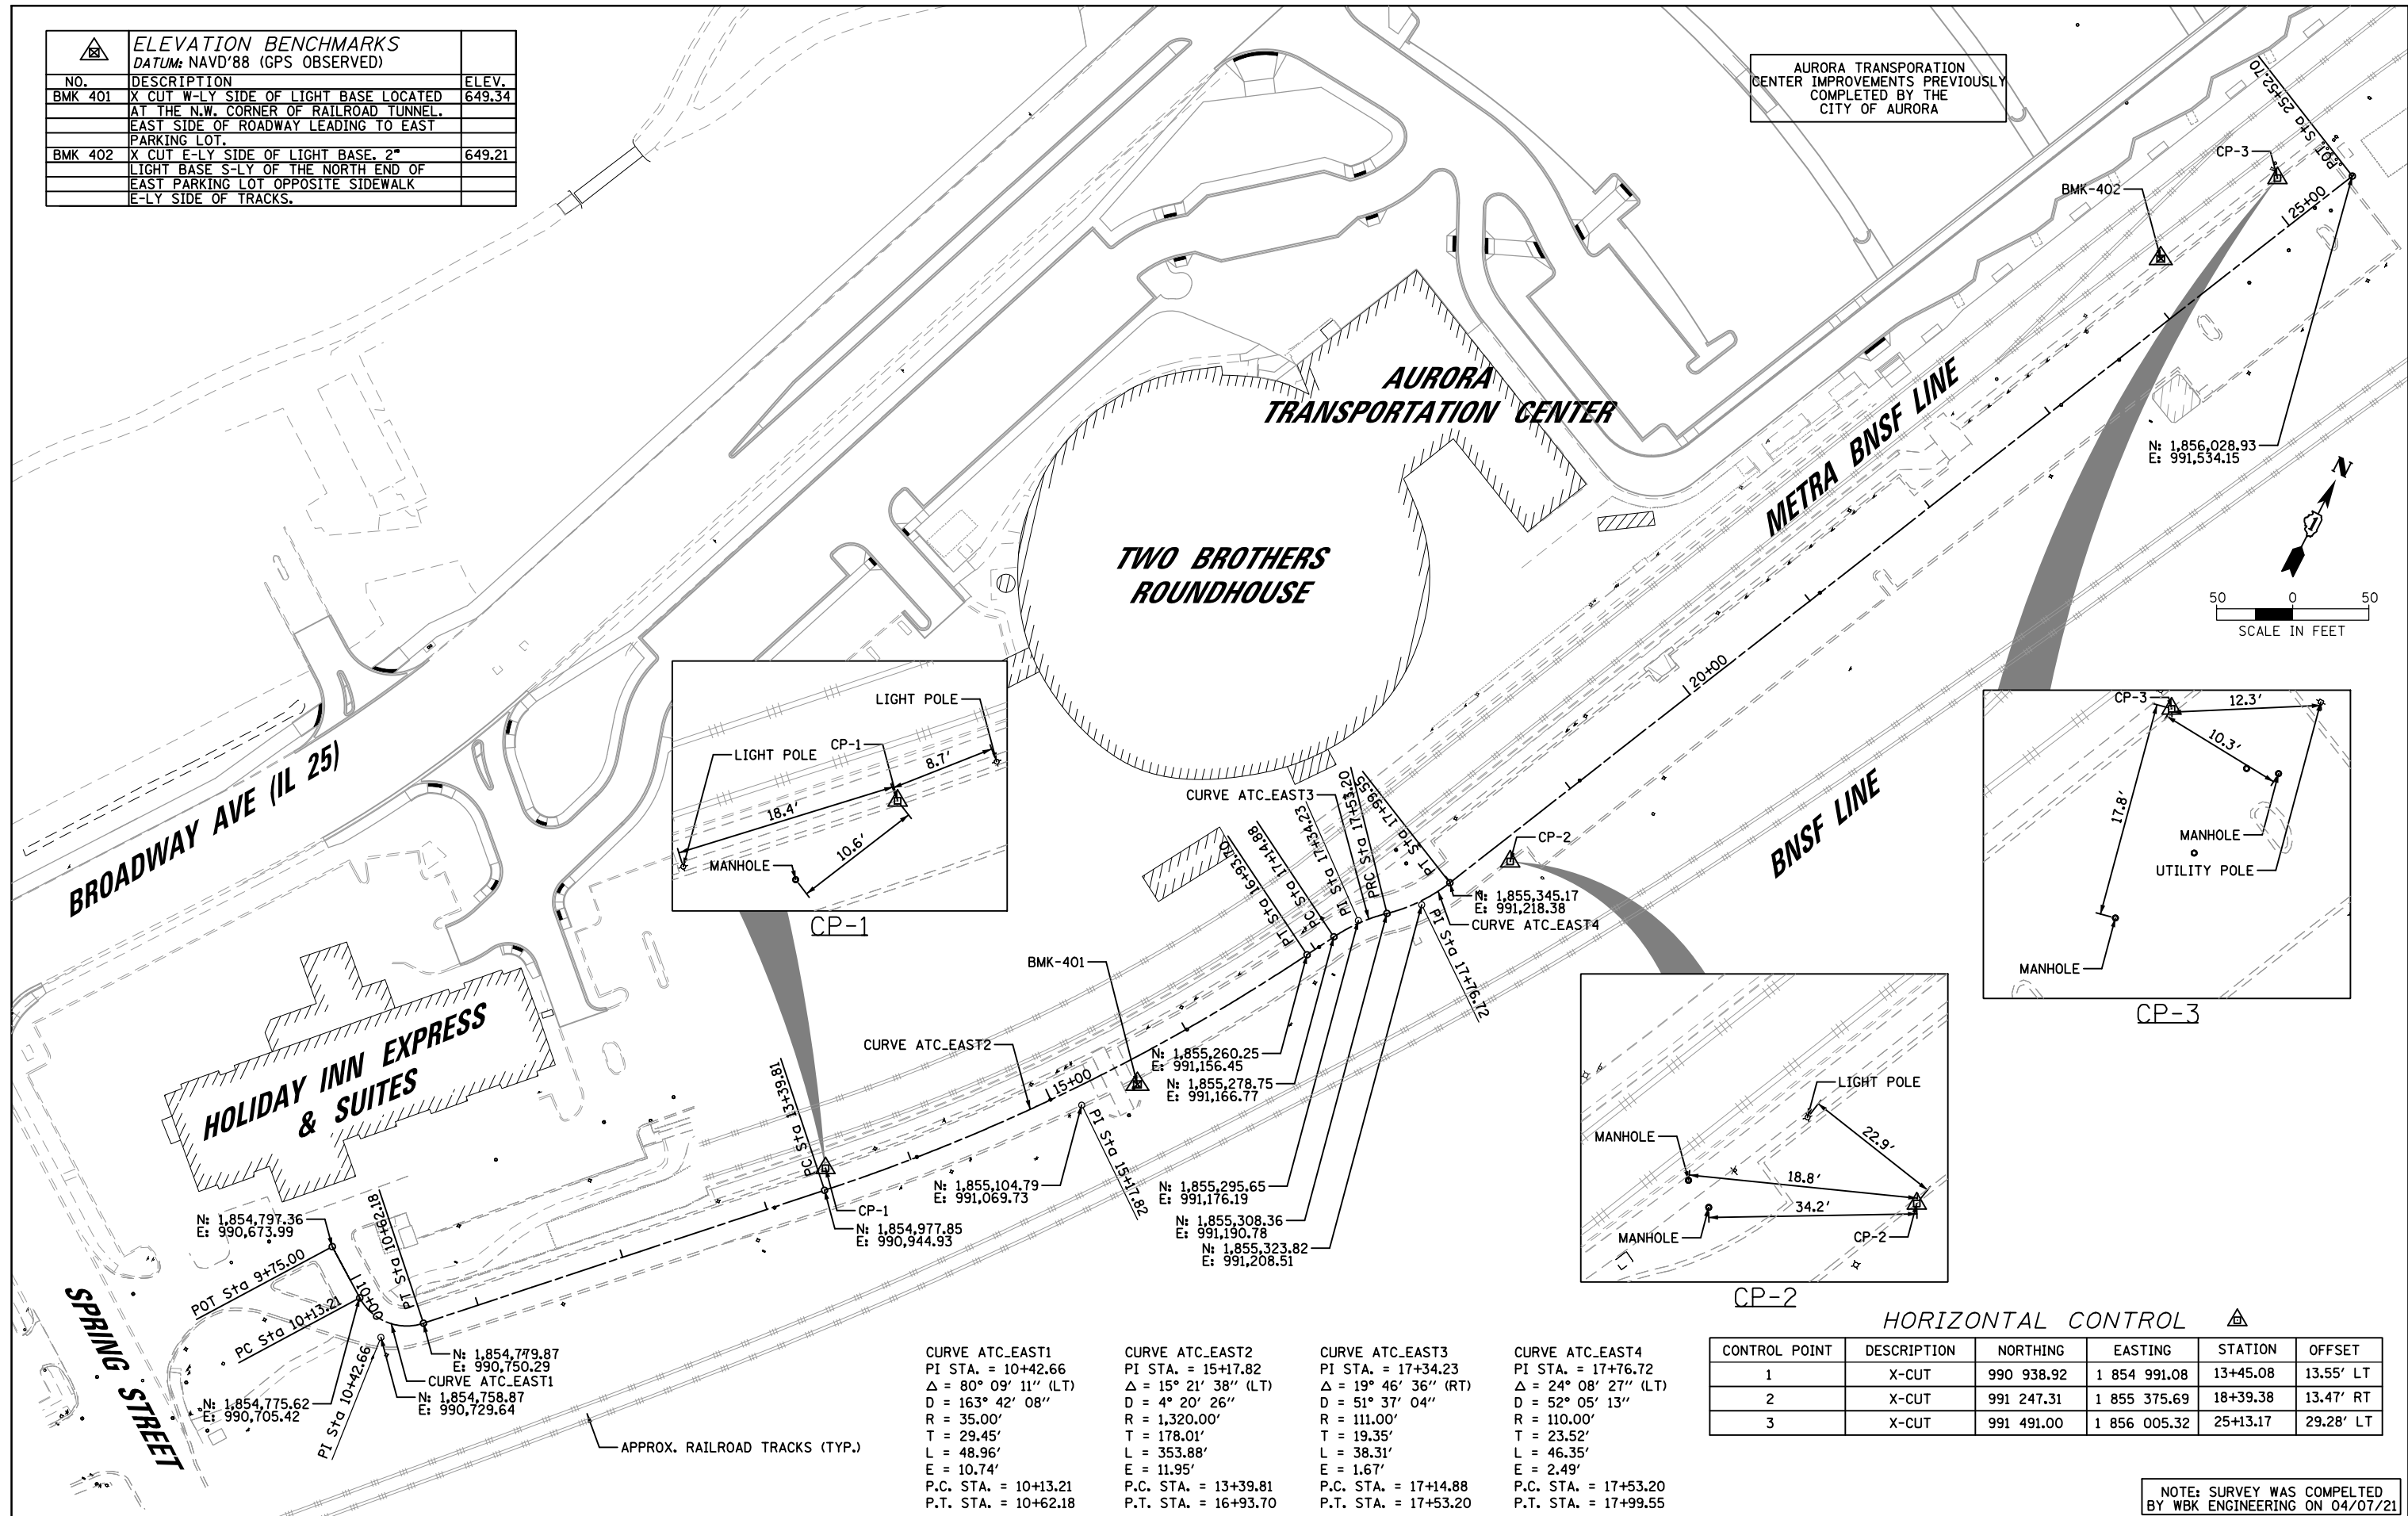 ELEVATION BENCHMARKS
DATUM: NAVD'88 (GPS OBSERVED)
NO. DESCRIPTION ELEV.
BMK 401 X CUT W-LY SIDE OF LIGHT BASE LOCATED 649.34
AT THE N.W. CORNER OF RAILROAD TUNNEL.
EAST SIDE OF ROADWAY LEADING TO EAST
PARKING LOT.
BMK 402 X CUT E-LY SIDE OF LIGHT BASE. 2" 649.21
LIGHT BASE S-LY OF THE NORTH END OF
EAST PARKING LOT OPPOSITE SIDEWALK
E-LY SIDE OF TRACKS.
AURORA TRANSPORATION
CENTER IMPROVEMENTS PREVIOUSLY
COMPLETED BY THE
CITY OF AURORA
POT Sta 25+52.70
CP-3
BMK-402
25+00
N: 1,856,028.93
E: 991,534.15
N
50 0 50
SCALE IN FEET
AURORA
TRANSPORTATION CENTER
TWO BROTHERS
ROUNDHOUSE
METRA BNSF LINE
BNSF LINE
20+00
BROADWAY AVE (IL 25)
LIGHT POLE
LIGHT POLE
CP-1
8.7'
18.4'
10.6'
MANHOLE
CP-1
CP-3
12.3'
10.3'
17.8'
MANHOLE
UTILITY POLE
MANHOLE
CP-3
CURVE ATC_EAST3
PT Sta 16+93.70
PC Sta 17+14.88
PI Sta 17+34.23
PRC Sta 17+53.20
PT Sta 17+99.55
CP-2
N: 1,855,345.17
E: 991,218.38
CURVE ATC_EAST4
PI Sta 17+76.72
BMK-401
CURVE ATC_EAST2
15+00
PC Sta 13+39.81
PI Sta 15+17.82
N: 1,855,260.25
E: 991,156.45
N: 1,855,278.75
E: 991,166.77
N: 1,855,104.79
E: 991,069.73
N: 1,855,295.65
E: 991,176.19
N: 1,855,308.36
E: 991,190.78
N: 1,855,323.82
E: 991,208.51
CP-1
N: 1,854,977.85
E: 990,944.93
LIGHT POLE
MANHOLE
22.9'
18.8'
34.2'
MANHOLE
CP-2
CP-2
HOLIDAY INN EXPRESS
& SUITES
SPRING STREET
N: 1,854,797.36
E: 990,673.99
POT Sta 9+75.00
PC Sta 10+13.21
10+00
PT Sta 10+62.18
PI Sta 10+42.66
N: 1,854,779.87
E: 990,750.29
CURVE ATC_EAST1
N: 1,854,758.87
E: 990,729.64
N: 1,854,775.62
E: 990,705.42
APPROX. RAILROAD TRACKS (TYP.)
CURVE ATC_EAST1
PI STA. = 10+42.66
Δ = 80° 09' 11" (LT)
D = 163° 42' 08"
R = 35.00'
T = 29.45'
L = 48.96'
E = 10.74'
P.C. STA. = 10+13.21
P.T. STA. = 10+62.18
CURVE ATC_EAST2
PI STA. = 15+17.82
Δ = 15° 21' 38" (LT)
D = 4° 20' 26"
R = 1,320.00'
T = 178.01'
L = 353.88'
E = 11.95'
P.C. STA. = 13+39.81
P.T. STA. = 16+93.70
CURVE ATC_EAST3
PI STA. = 17+34.23
Δ = 19° 46' 36" (RT)
D = 51° 37' 04"
R = 111.00'
T = 19.35'
L = 38.31'
E = 1.67'
P.C. STA. = 17+14.88
P.T. STA. = 17+53.20
CURVE ATC_EAST4
PI STA. = 17+76.72
Δ = 24° 08' 27" (LT)
D = 52° 05' 13"
R = 110.00'
T = 23.52'
L = 46.35'
E = 2.49'
P.C. STA. = 17+53.20
P.T. STA. = 17+99.55
HORIZONTAL CONTROL
CONTROL POINT DESCRIPTION NORTHING EASTING STATION OFFSET
1 X-CUT 990 938.92 1 854 991.08 13+45.08 13.55' LT
2 X-CUT 991 247.31 1 855 375.69 18+39.38 13.47' RT
3 X-CUT 991 491.00 1 856 005.32 25+13.17 29.28' LT
NOTE: SURVEY WAS COMPELTED
BY WBK ENGINEERING ON 04/07/21